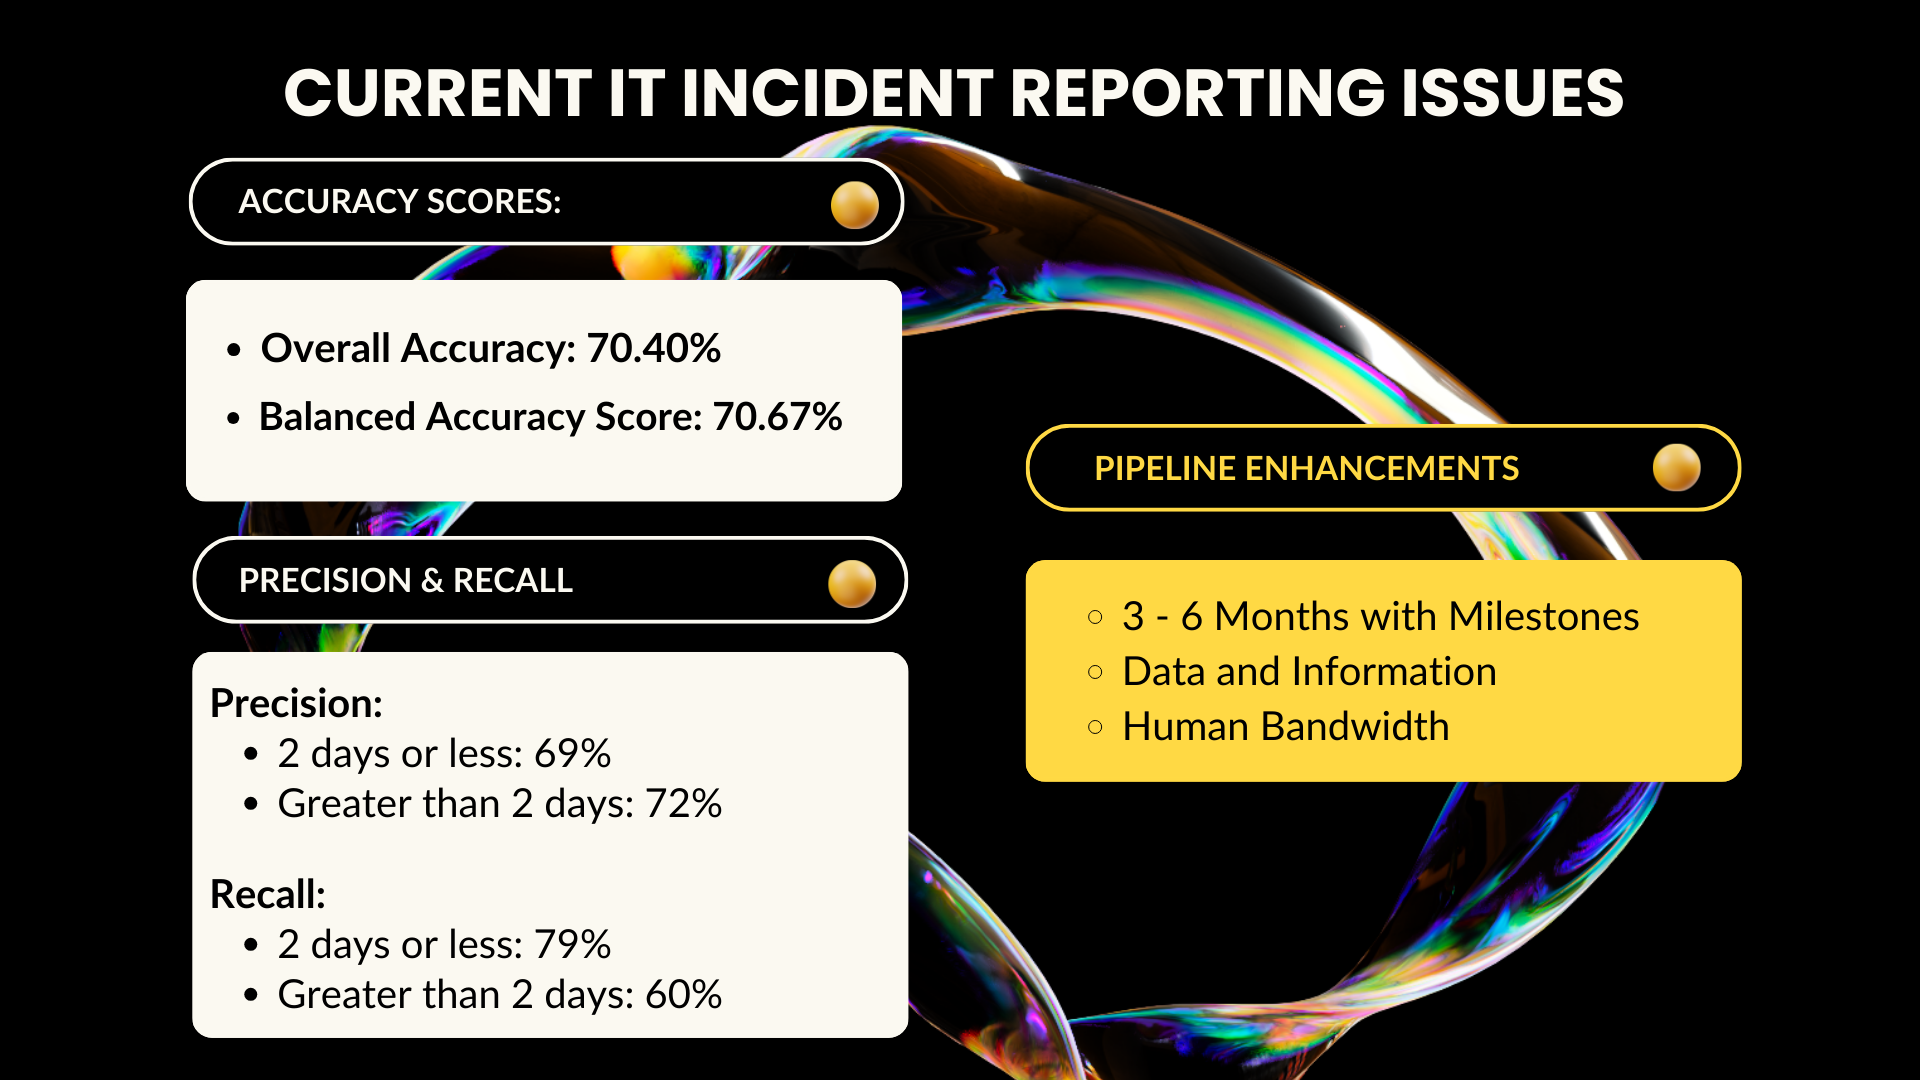 CURRENT IT INCIDENT REPORTING ISSUES
ACCURACY SCORES:
• Overall Accuracy: 70.40%
• Balanced Accuracy Score: 70.67%
PRECISION & RECALL
Precision:
• 2 days or less: 69%
• Greater than 2 days: 72%
Recall:
• 2 days or less: 79%
• Greater than 2 days: 60%
PIPELINE ENHANCEMENTS
○ 3 - 6 Months with Milestones
○ Data and Information
○ Human Bandwidth